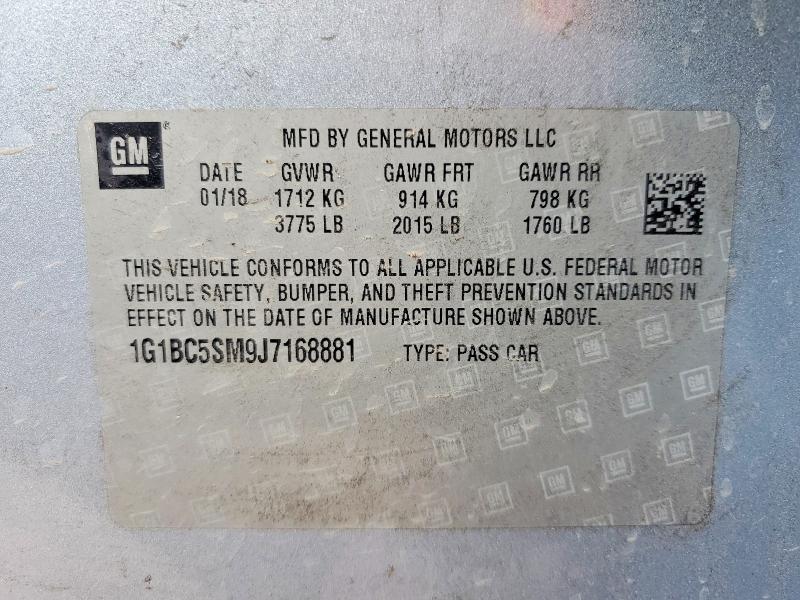 GM
MFD BY GENERAL MOTORS LLC
DATE GVWR GAWR FRT GAWR RR
01/18 1712 KG 914 KG 798 KG
3775 LB 2015 LB 1760 LB
THIS VEHICLE CONFORMS TO ALL APPLICABLE U.S. FEDERAL MOTOR
VEHICLE SAFETY, BUMPER, AND THEFT PREVENTION STANDARDS IN
EFFECT ON THE DATE OF MANUFACTURE SHOWN ABOVE.
1G1BC5SM9J7168881 TYPE: PASS CAR